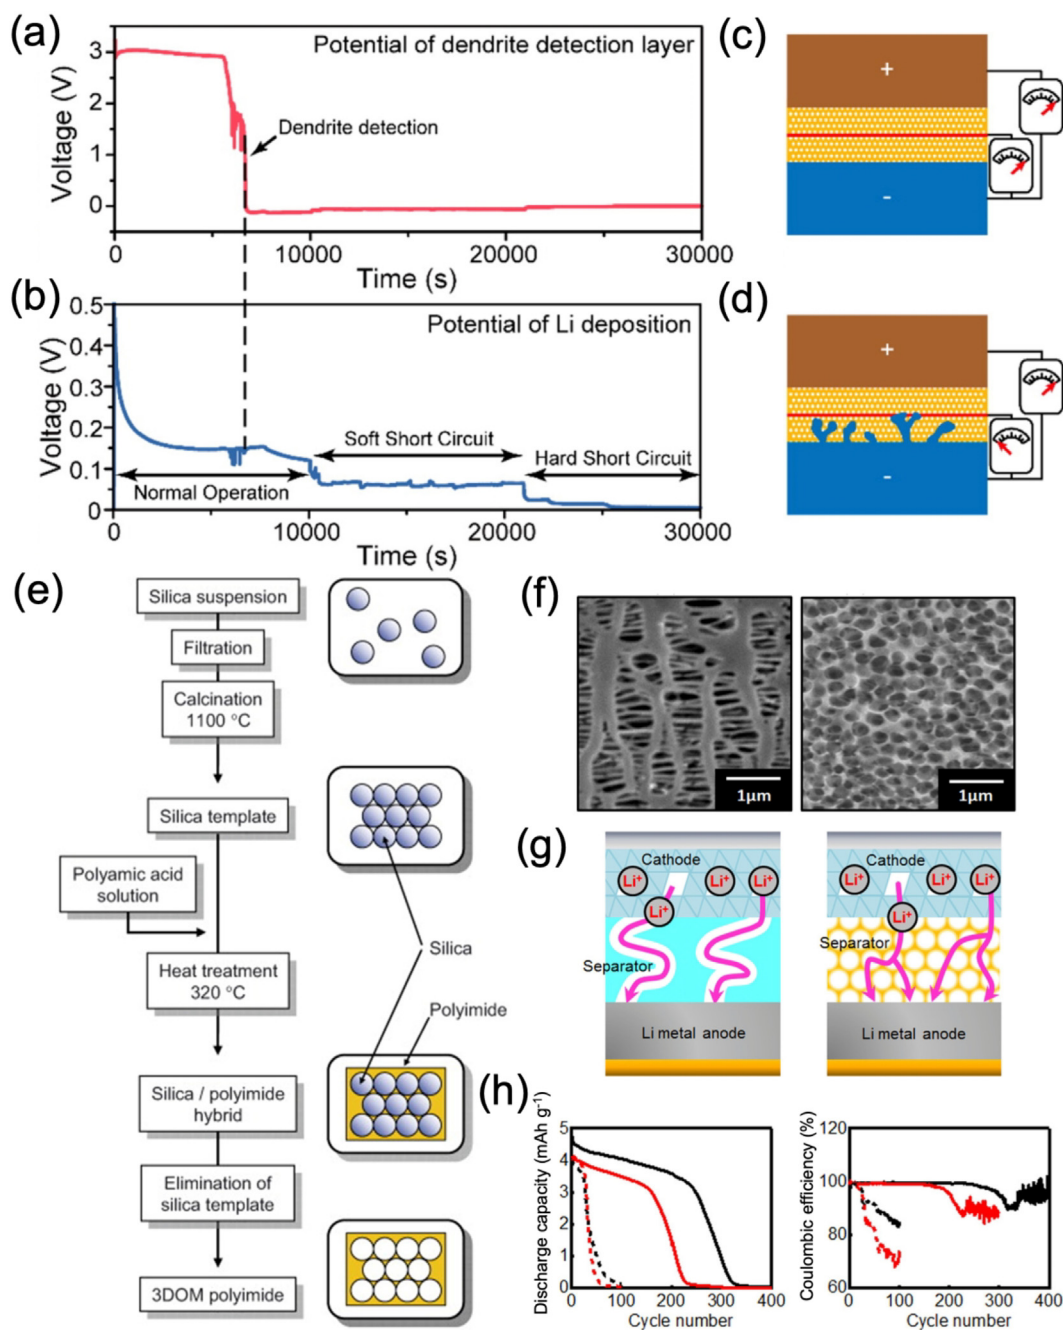 (a)
Potential of dendrite detection layer
Voltage (V)
3
2
1
0
Dendrite detection
0 10000 20000 30000
Time (s)
(b)
Potential of Li deposition
Voltage (V)
0.5
0.4
0.3
0.2
0.1
0
Soft Short Circuit
Hard Short Circuit
Normal Operation
0 10000 20000 30000
Time (s)
(c)
+
-
(d)
+
-
(e)
Silica suspension
Filtration
Calcination
1100 °C
Silica template
Polyamic acid
solution
Heat treatment
320 °C
Silica / polyimide
hybrid
Elimination of
silica template
3DOM polyimide
Silica
Polyimide
(f)
1μm
1μm
(g)
Cathode
Li+
Li+
Li+
Li+
Separator
Li metal anode
Cathode
Li+
Li+
Li+
Li+
Separator
Li metal anode
(h)
Discharge capacity (mAh g-1)
5
4
3
2
1
0
0 100 200 300 400
Cycle number
Coulombic efficiency (%)
120
100
80
60
0 100 200 300 400
Cycle number